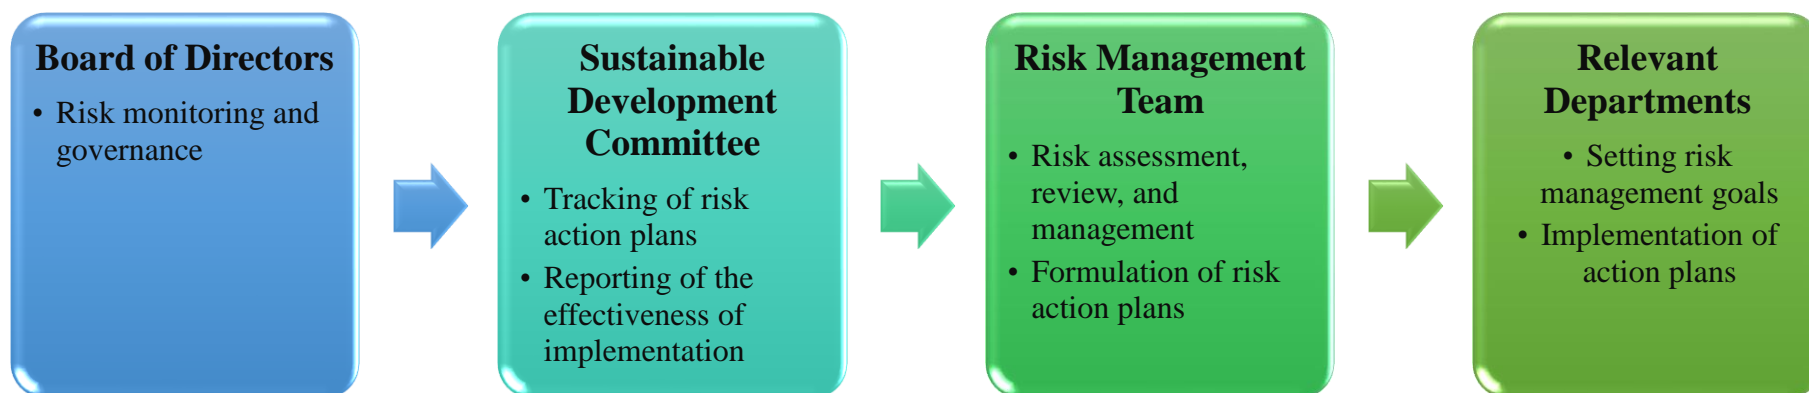 Board of Directors
• Risk monitoring and
governance
Sustainable
Development
Committee
• Tracking of risk
action plans
• Reporting of the
effectiveness of
implementation
Risk Management
Team
• Risk assessment,
review, and
management
• Formulation of risk
action plans
Relevant
Departments
• Setting risk
management goals
• Implementation of
action plans